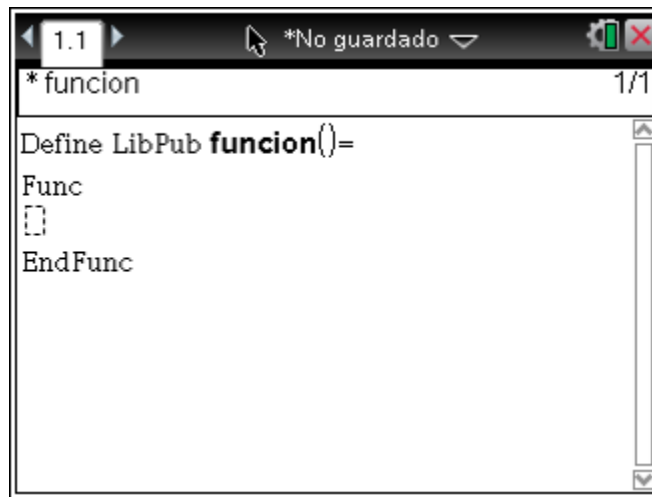 1.1 *No guardado
* funcion 1/1
Define LibPub funcion()=
Func
EndFunc